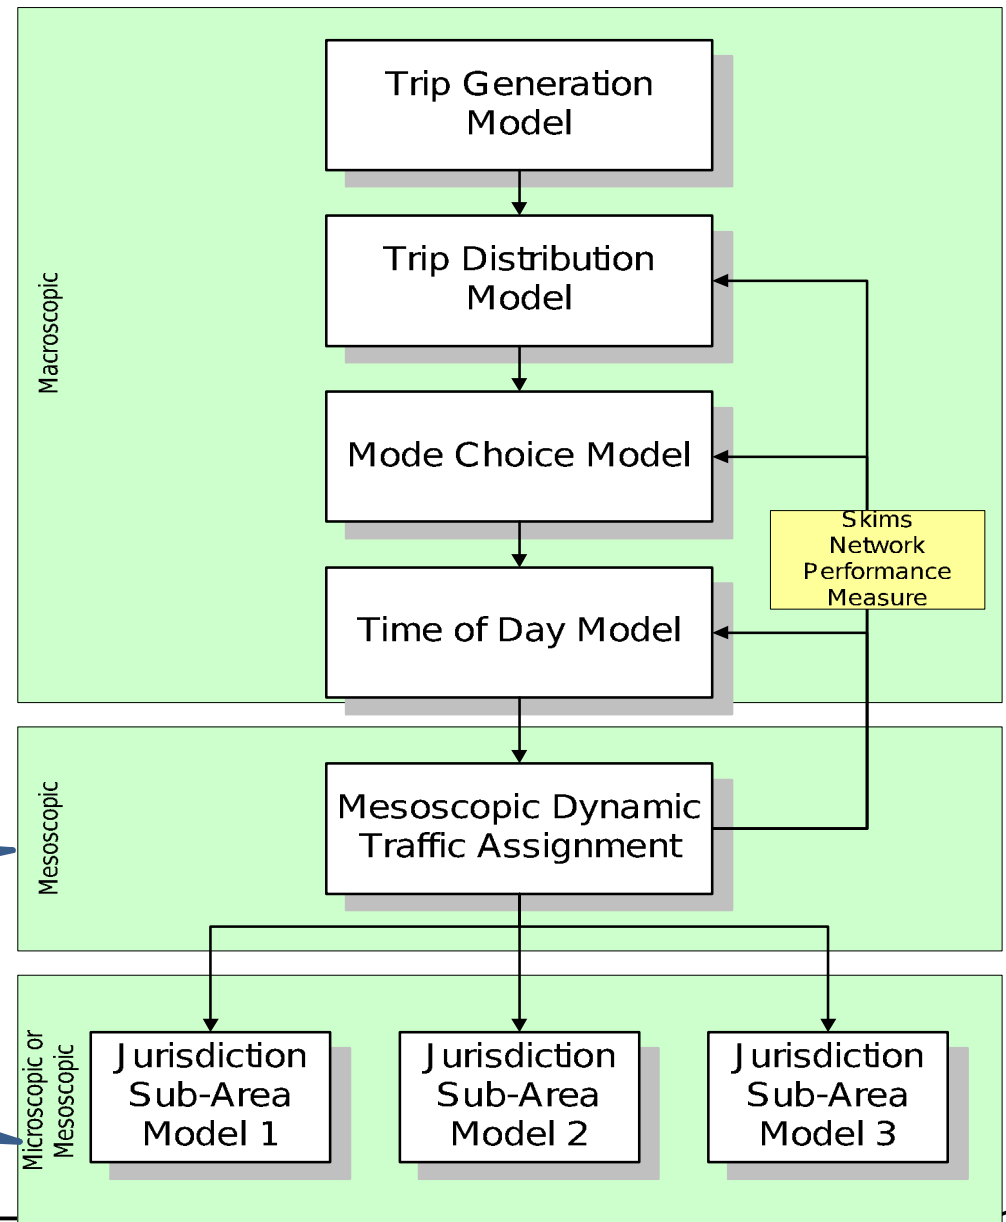 Trip Generation
Model
Trip Distribution
Model
Macroscopic
Mode Choice Model
Skims
Network
Performance
Measure
Time of Day Model
Mesoscopic Dynamic
Traffic Assignment
Mesoscopic
Microscopic or
Mesoscopic
Jurisdiction
Sub-Area
Model 1
Jurisdiction
Sub-Area
Model 2
Jurisdiction
Sub-Area
Model 3